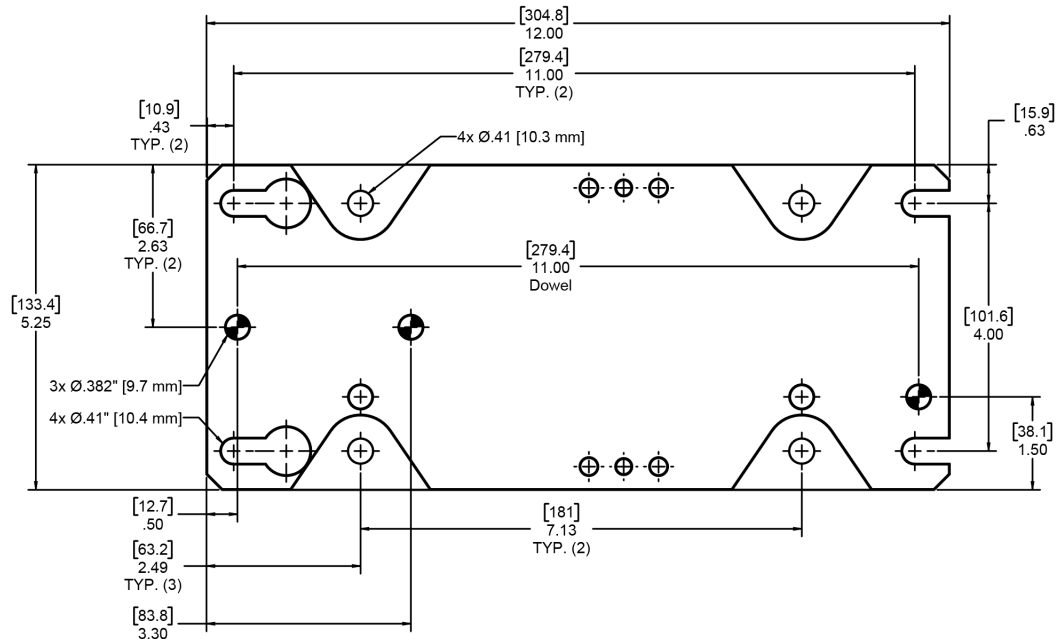 [304.8]
12.00
[279.4]
11.00
TYP. (2)
[10.9]
.43
TYP. (2)
[15.9]
.63
4x Ø.41 [10.3 mm]
[66.7]
2.63
TYP. (2)
[279.4]
11.00
Dowel
[133.4]
5.25
[101.6]
4.00
3x Ø.382" [9.7 mm]
4x Ø.41" [10.4 mm]
[38.1]
1.50
[12.7]
.50
[181]
7.13
TYP. (2)
[63.2]
2.49
TYP. (3)
[83.8]
3.30